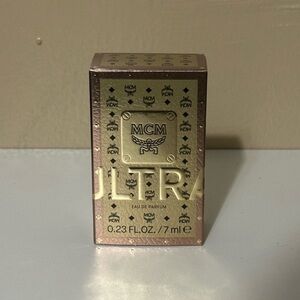 MCM
ULTRA
EAU DE PARFUM
0.23 FL.OZ. / 7 ml ℮